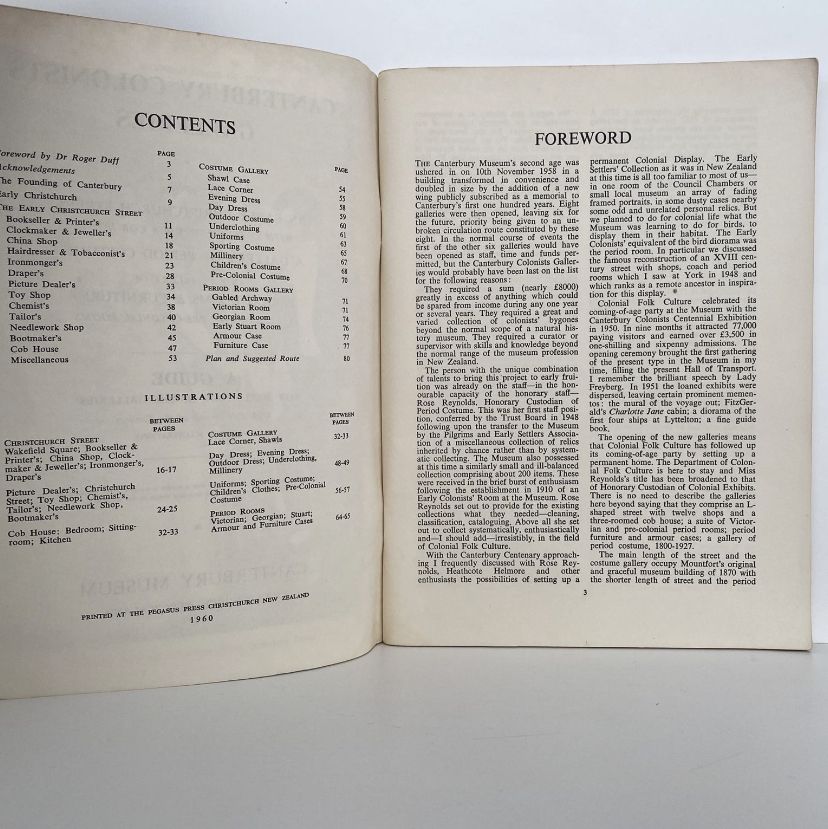 CONTENTS
PAGE
oreword by Dr Roger Duff 3
cknowledgements 5
he Founding of Canterbury 7
arly Christchurch 9
THE EARLY CHRISTCHURCH STREET
Bookseller & Printer's 11
Clockmaker & Jeweller's 14
China Shop 18
Hairdresser & Tobacconist's 21
Ironmonger's 23
Draper's 28
Picture Dealer's 33
Toy Shop 34
Chemist's 38
Tailor's 40
Needlework Shop 42
Bootmaker's 45
Cob House 47
Miscellaneous 53
PAGE
COSTUME GALLERY
Shawl Case 54
Lace Corner 55
Evening Dress 58
Day Dress 59
Outdoor Costume 60
Underclothing 61
Uniforms 63
Sporting Costume 65
Millinery 67
Children's Costume 68
Pre-Colonial Costume 70
PERIOD ROOMS GALLERY
Gabled Archway 71
Victorian Room 71
Georgian Room 74
Early Stuart Room 76
Armour Case 77
Furniture Case 77
Plan and Suggested Route 80
ILLUSTRATIONS
BETWEEN
PAGES
CHRISTCHURCH STREET
Wakefield Square; Bookseller &
Printer's; China Shop, Clock-
maker & Jeweller's; Ironmonger's,
Draper's 16-17
Picture Dealer's; Christchurch
Street; Toy Shop; Chemist's,
Tailor's; Needlework Shop,
Bootmaker's 24-25
Cob House: Bedroom; Sitting-
room; Kitchen 32-33
BETWEEN
PAGES
COSTUME GALLERY
Lace Corner, Shawls 32-33
Day Dress; Evening Dress;
Outdoor Dress; Underclothing,
Millinery 48-49
Uniforms; Sporting Costume;
Children's Clothes; Pre-Colonial
Costume 56-57
PERIOD ROOMS
Victorian; Georgian; Stuart;
Armour and Furniture Cases 64-65
PRINTED AT THE PEGASUS PRESS CHRISTCHURCH NEW ZEALAND
1960
FOREWORD
THE Canterbury Museum's second age was
ushered in on 10th November 1958 in a
building transformed in convenience and
doubled in size by the addition of a new
wing publicly subscribed as a memorial to
Canterbury's first one hundred years. Eight
galleries were then opened, leaving six for
the future, priority being given to an un-
broken circulation route constituted by these
eight. In the normal course of events the
first of the other six galleries would have
been opened as staff, time and funds per-
mitted, but the Canterbury Colonists Galler-
ies would probably have been last on the list
for the following reasons:
They required a sum (nearly £8000)
greatly in excess of anything which could
be spared from income during any one year
or several years. They required a great and
varied collection of colonists' bygones
beyond the normal scope of a natural his-
tory museum. They required a curator or
supervisor with skills and knowledge beyond
the normal range of the museum profession
in New Zealand.
The person with the unique combination
of talents to bring this project to early frui-
tion was already on the staff—in the hon-
ourable capacity of the honorary staff—
Rose Reynolds, Honorary Custodian of
Period Costume. This was her first staff posi-
tion, conferred by the Trust Board in 1948
following upon the transfer to the Museum
by the Pilgrims and Early Settlers Associa-
tion of a miscellaneous collection of relics
inherited by chance rather than by system-
atic collecting. The Museum also possessed
at this time a similarly small and ill-balanced
collection comprising about 200 items. These
were received in the brief burst of enthusiasm
following the establishment in 1910 of an
Early Colonists' Room at the Museum. Rose
Reynolds set out to provide for the existing
collections what they needed—cleaning,
classification, cataloguing. Above all she set
out to collect systematically, enthusiastically
and—I should add—irresistibly, in the field
of Colonial Folk Culture.
With the Canterbury Centenary approach-
ing I frequently discussed with Rose Rey-
nolds, Heathcote Helmore and other
enthusiasts the possibilities of setting up a
permanent Colonial Display. The Early
Settlers' Collection as it was in New Zealand
at this time is all too familiar to most of us—
in one room of the Council Chambers or
small local museum an array of fading
framed portraits, in some dusty cases nearby
some odd and unrelated personal relics. But
we planned to do for colonial life what the
Museum was learning to do for birds, to
display them in their habitat. The Early
Colonists' equivalent of the bird diorama was
the period room. In particular we discussed
the famous reconstruction of an XVIII cen-
tury street with shops, coach and period
rooms which I saw at York in 1948 and
which ranks as a remote ancestor in inspira-
tion for this display.
Colonial Folk Culture celebrated its
coming-of-age party at the Museum with the
Canterbury Colonists Centennial Exhibition
in 1950. In nine months it attracted 77,000
paying visitors and earned over £3,500 in
one-shilling and sixpenny admissions. The
opening ceremony brought the first gathering
of the present type in the Museum in my
time, filling the present Hall of Transport.
I remember the brilliant speech by Lady
Freyberg. In 1951 the loaned exhibits were
dispersed, leaving certain prominent memen-
tos: the mural of the voyage out; FitzGer-
ald's Charlotte Jane cabin; a diorama of the
first four ships at Lyttelton; a fine guide
book.
The opening of the new galleries means
that Colonial Folk Culture has followed up
its coming-of-age by setting up a
permanent home. The Department of Colon-
ial Folk Culture is here to stay and Miss
Reynolds's title has been broadened to that
of Honorary Custodian of Colonial Exhibits.
There is no need to describe the galleries
here beyond saying that they comprise an L-
shaped street with twelve shops and a
three-roomed cob house; a suite of Victor-
ian and pre-colonial period rooms; period
furniture and armour cases; a gallery of
period costume, 1800-1927.
The main length of the street and the
costume gallery occupy Mountfort's original
and graceful museum building of 1870 with
the shorter length of street and the period
3